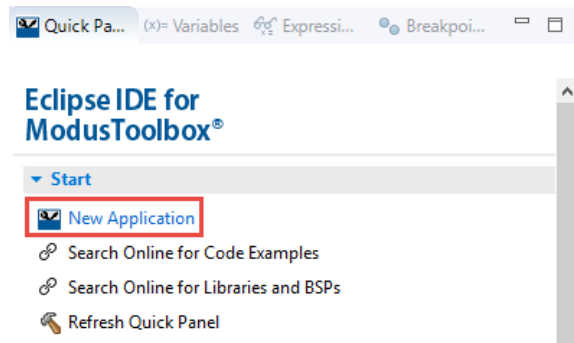 Quick Pa... (x)= Variables Expressi... Breakpoi...
Eclipse IDE for
ModusToolbox®
Start
New Application
Search Online for Code Examples
Search Online for Libraries and BSPs
Refresh Quick Panel